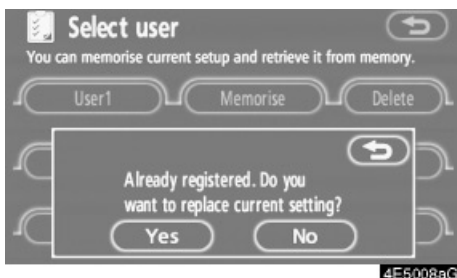 Select user
You can memorise current setup and retrieve it from memory.
User1 Memorise Delete
Already registered. Do you
want to replace current setting?
Yes No
4E5008aG